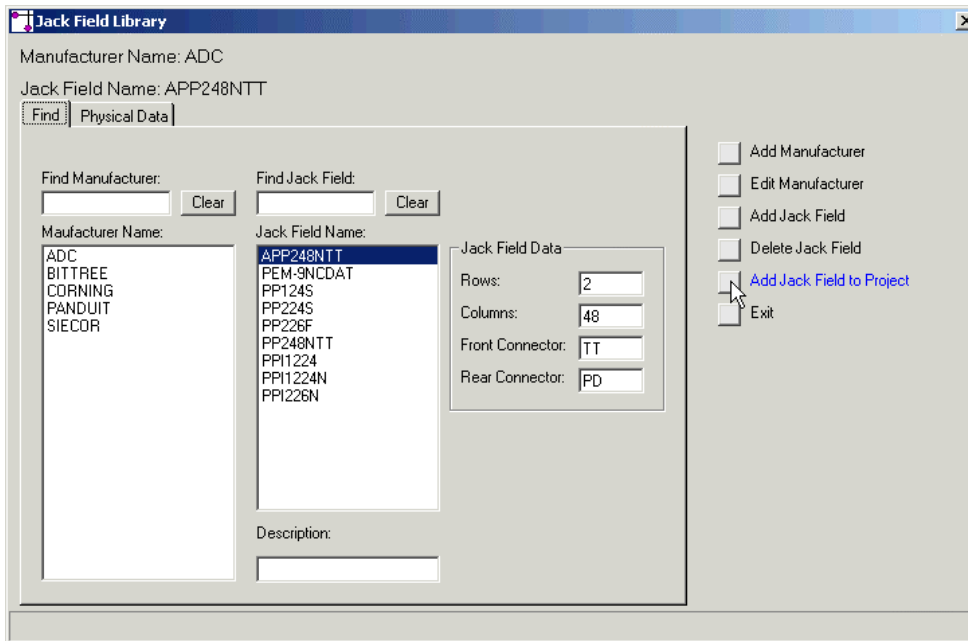 Jack Field Library
Manufacturer Name: ADC
Jack Field Name: APP248NTT
Find
Physical Data
Find Manufacturer:
Clear
Maufacturer Name:
ADC
BITTREE
CORNING
PANDUIT
SIECOR
Find Jack Field:
Clear
Jack Field Name:
APP248NTT
PEM-9NCDAT
PP124S
PP224S
PP226F
PP248NTT
PPI1224
PPI1224N
PPI226N
Description:
Jack Field Data
Rows: 2
Columns: 48
Front Connector: TT
Rear Connector: PD
Add Manufacturer
Edit Manufacturer
Add Jack Field
Delete Jack Field
Add Jack Field to Project
Exit